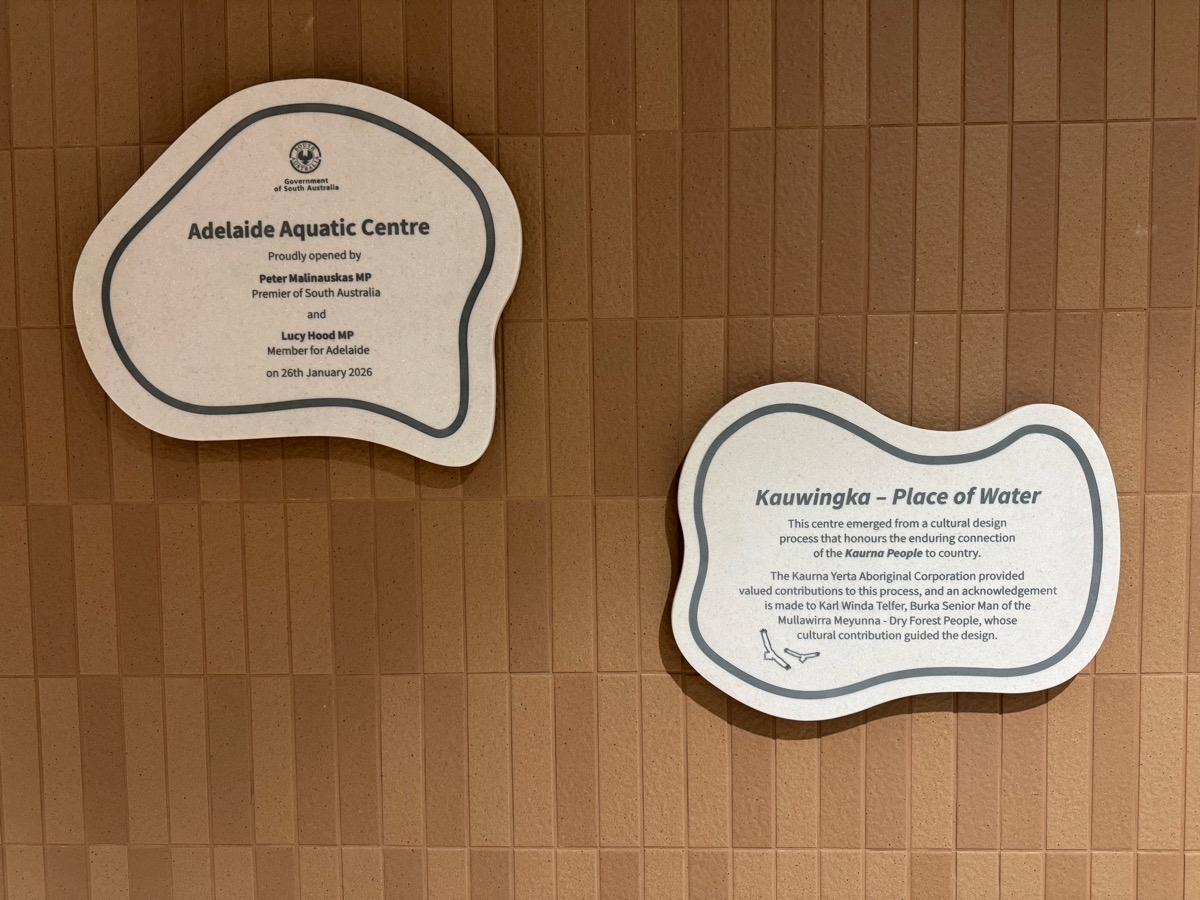 SOUTH AUSTRALIA
Government
of South Australia
Adelaide Aquatic Centre
Proudly opened by
Peter Malinauskas MP
Premier of South Australia
and
Lucy Hood MP
Member for Adelaide
on 26th January 2026
Kauwingka – Place of Water
This centre emerged from a cultural design
process that honours the enduring connection
of the Kaurna People to country.
The Kaurna Yerta Aboriginal Corporation provided
valued contributions to this process, and an acknowledgement
is made to Karl Winda Telfer, Burka Senior Man of the
Mullawirra Meyunna - Dry Forest People, whose
cultural contribution guided the design.